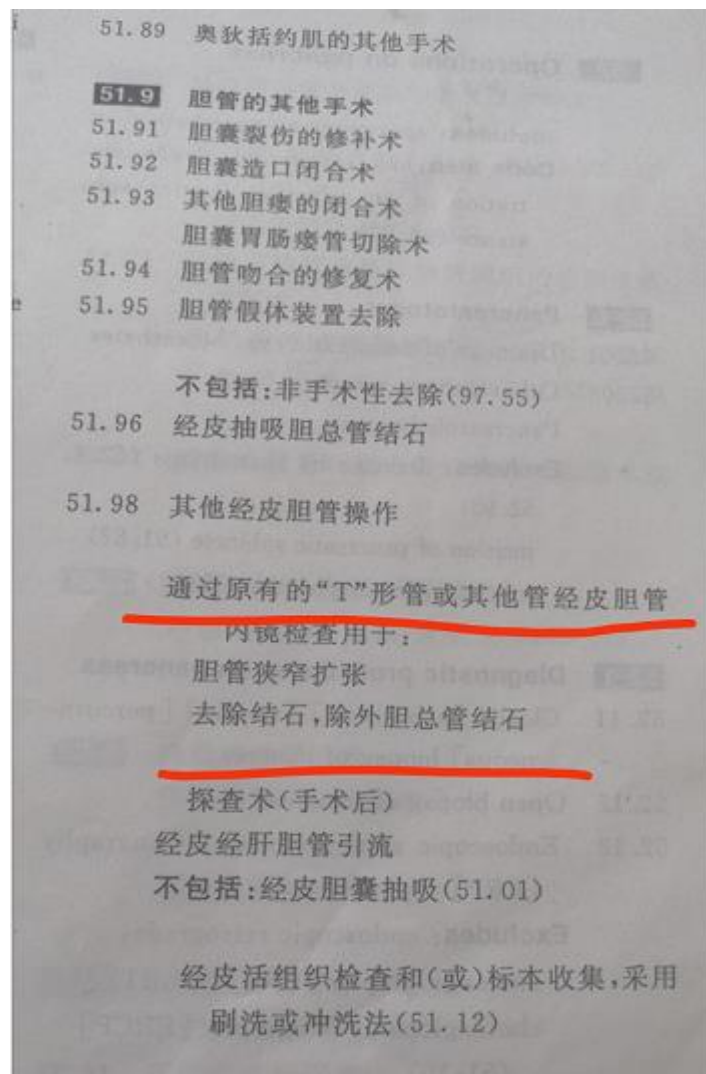 51.89 奥狄括约肌的其他手术
51.9 胆管的其他手术
51.91 胆囊裂伤的修补术
51.92 胆囊造口闭合术
51.93 其他胆瘘的闭合术
胆囊胃肠瘘管切除术
51.94 胆管吻合的修复术
51.95 胆管假体装置去除
不包括:非手术性去除(97.55)
51.96 经皮抽吸胆总管结石
51.98 其他经皮胆管操作
通过原有的“T”形管或其他管经皮胆管
内镜检查用于:
胆管狭窄扩张
去除结石,除外胆总管结石
探查术(手术后)
经皮经肝胆管引流
不包括:经皮胆囊抽吸(51.01)
经皮活组织检查和(或)标本收集,采用
刷洗或冲洗法(51.12)